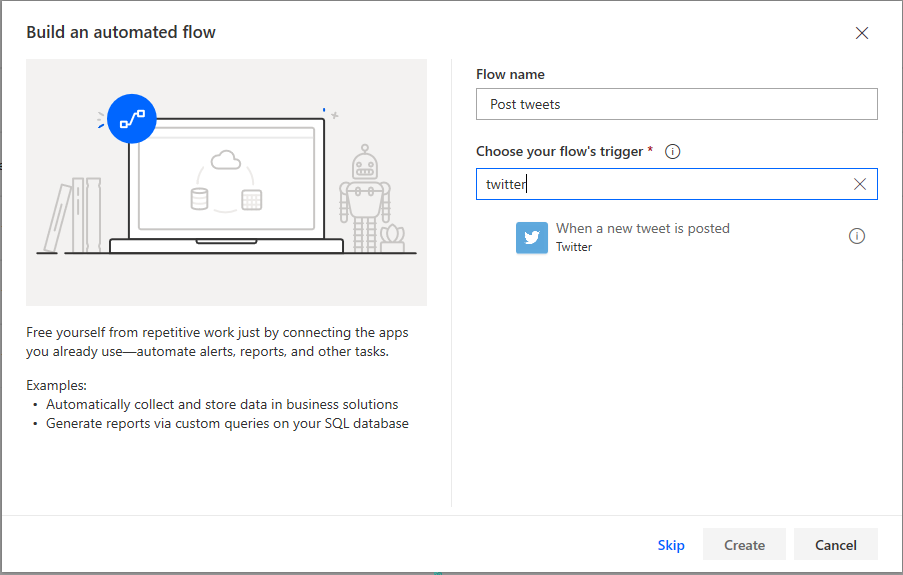 Build an automated flow
Free yourself from repetitive work just by connecting the apps
you already use—automate alerts, reports, and other tasks.
Examples:
• Automatically collect and store data in business solutions
• Generate reports via custom queries on your SQL database
Flow name
Post tweets
Choose your flow's trigger *
twitter
When a new tweet is posted
Twitter
Skip
Create
Cancel